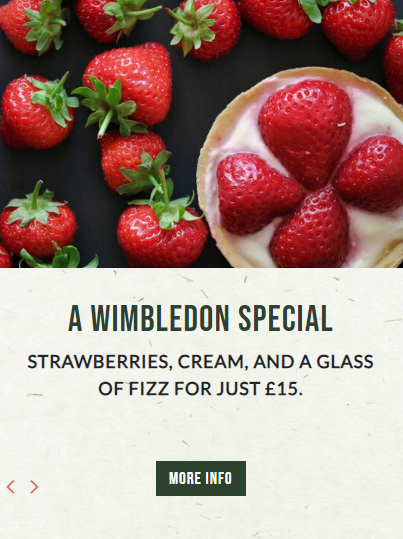 A WIMBLEDON SPECIAL
STRAWBERRIES, CREAM, AND A GLASS
OF FIZZ FOR JUST £15.
MORE INFO